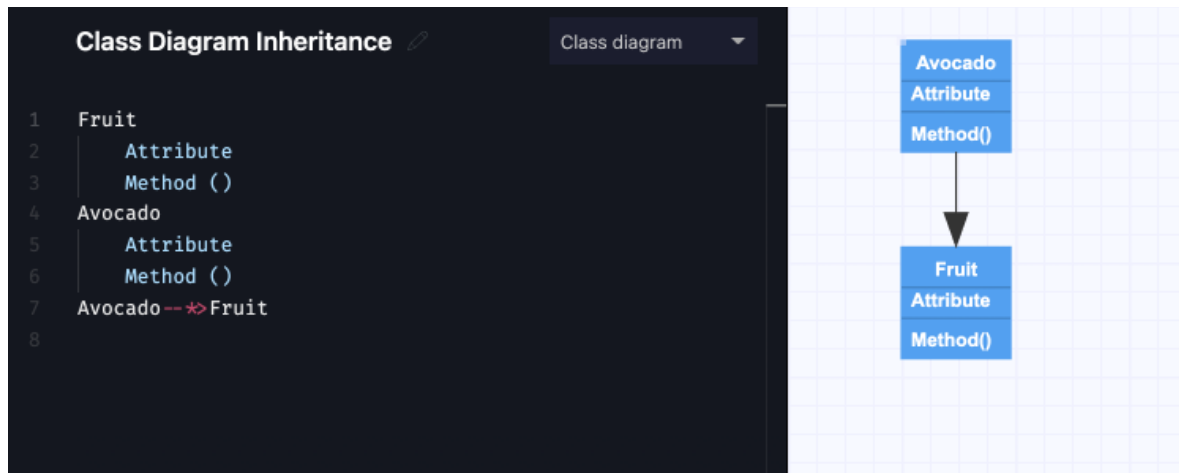 Class Diagram Inheritance
Class diagram
1 Fruit
2 Attribute
3 Method ()
4 Avocado
5 Attribute
6 Method ()
7 Avocado--*>Fruit
8
Avocado
Attribute
Method()
Fruit
Attribute
Method()